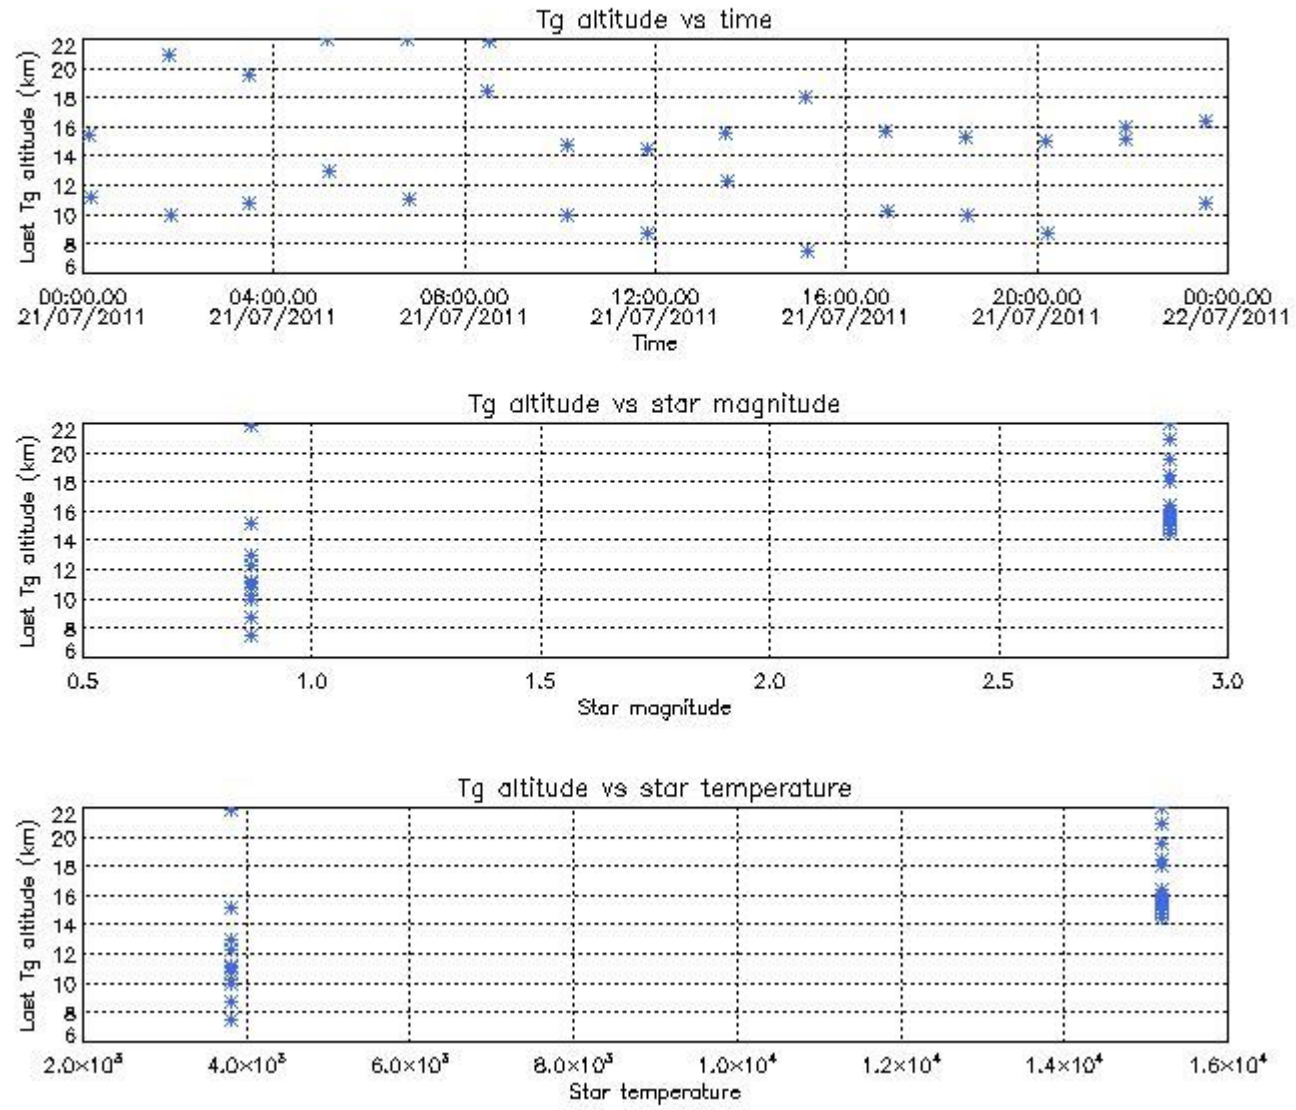 Tg altitude vs time
Last Tg altitude (km)
22
20
18
16
14
12
10
8
6
00:00.00 04:00.00 08:00.00 12:00.00 16:00.00 20:00.00 00:00.00
21/07/2011 21/07/2011 21/07/2011 21/07/2011 21/07/2011 21/07/2011 22/07/2011
Time
Tg altitude vs star magnitude
Last Tg altitude (km)
22
20
18
16
14
12
10
8
6
0.5 1.0 1.5 2.0 2.5 3.0
Star magnitude
Tg altitude vs star temperature
Last Tg altitude (km)
22
20
18
16
14
12
10
8
6
2.0×10³ 4.0×10³ 6.0×10³ 8.0×10³ 1.0×10⁴ 1.2×10⁴ 1.4×10⁴ 1.6×10⁴
Star temperature